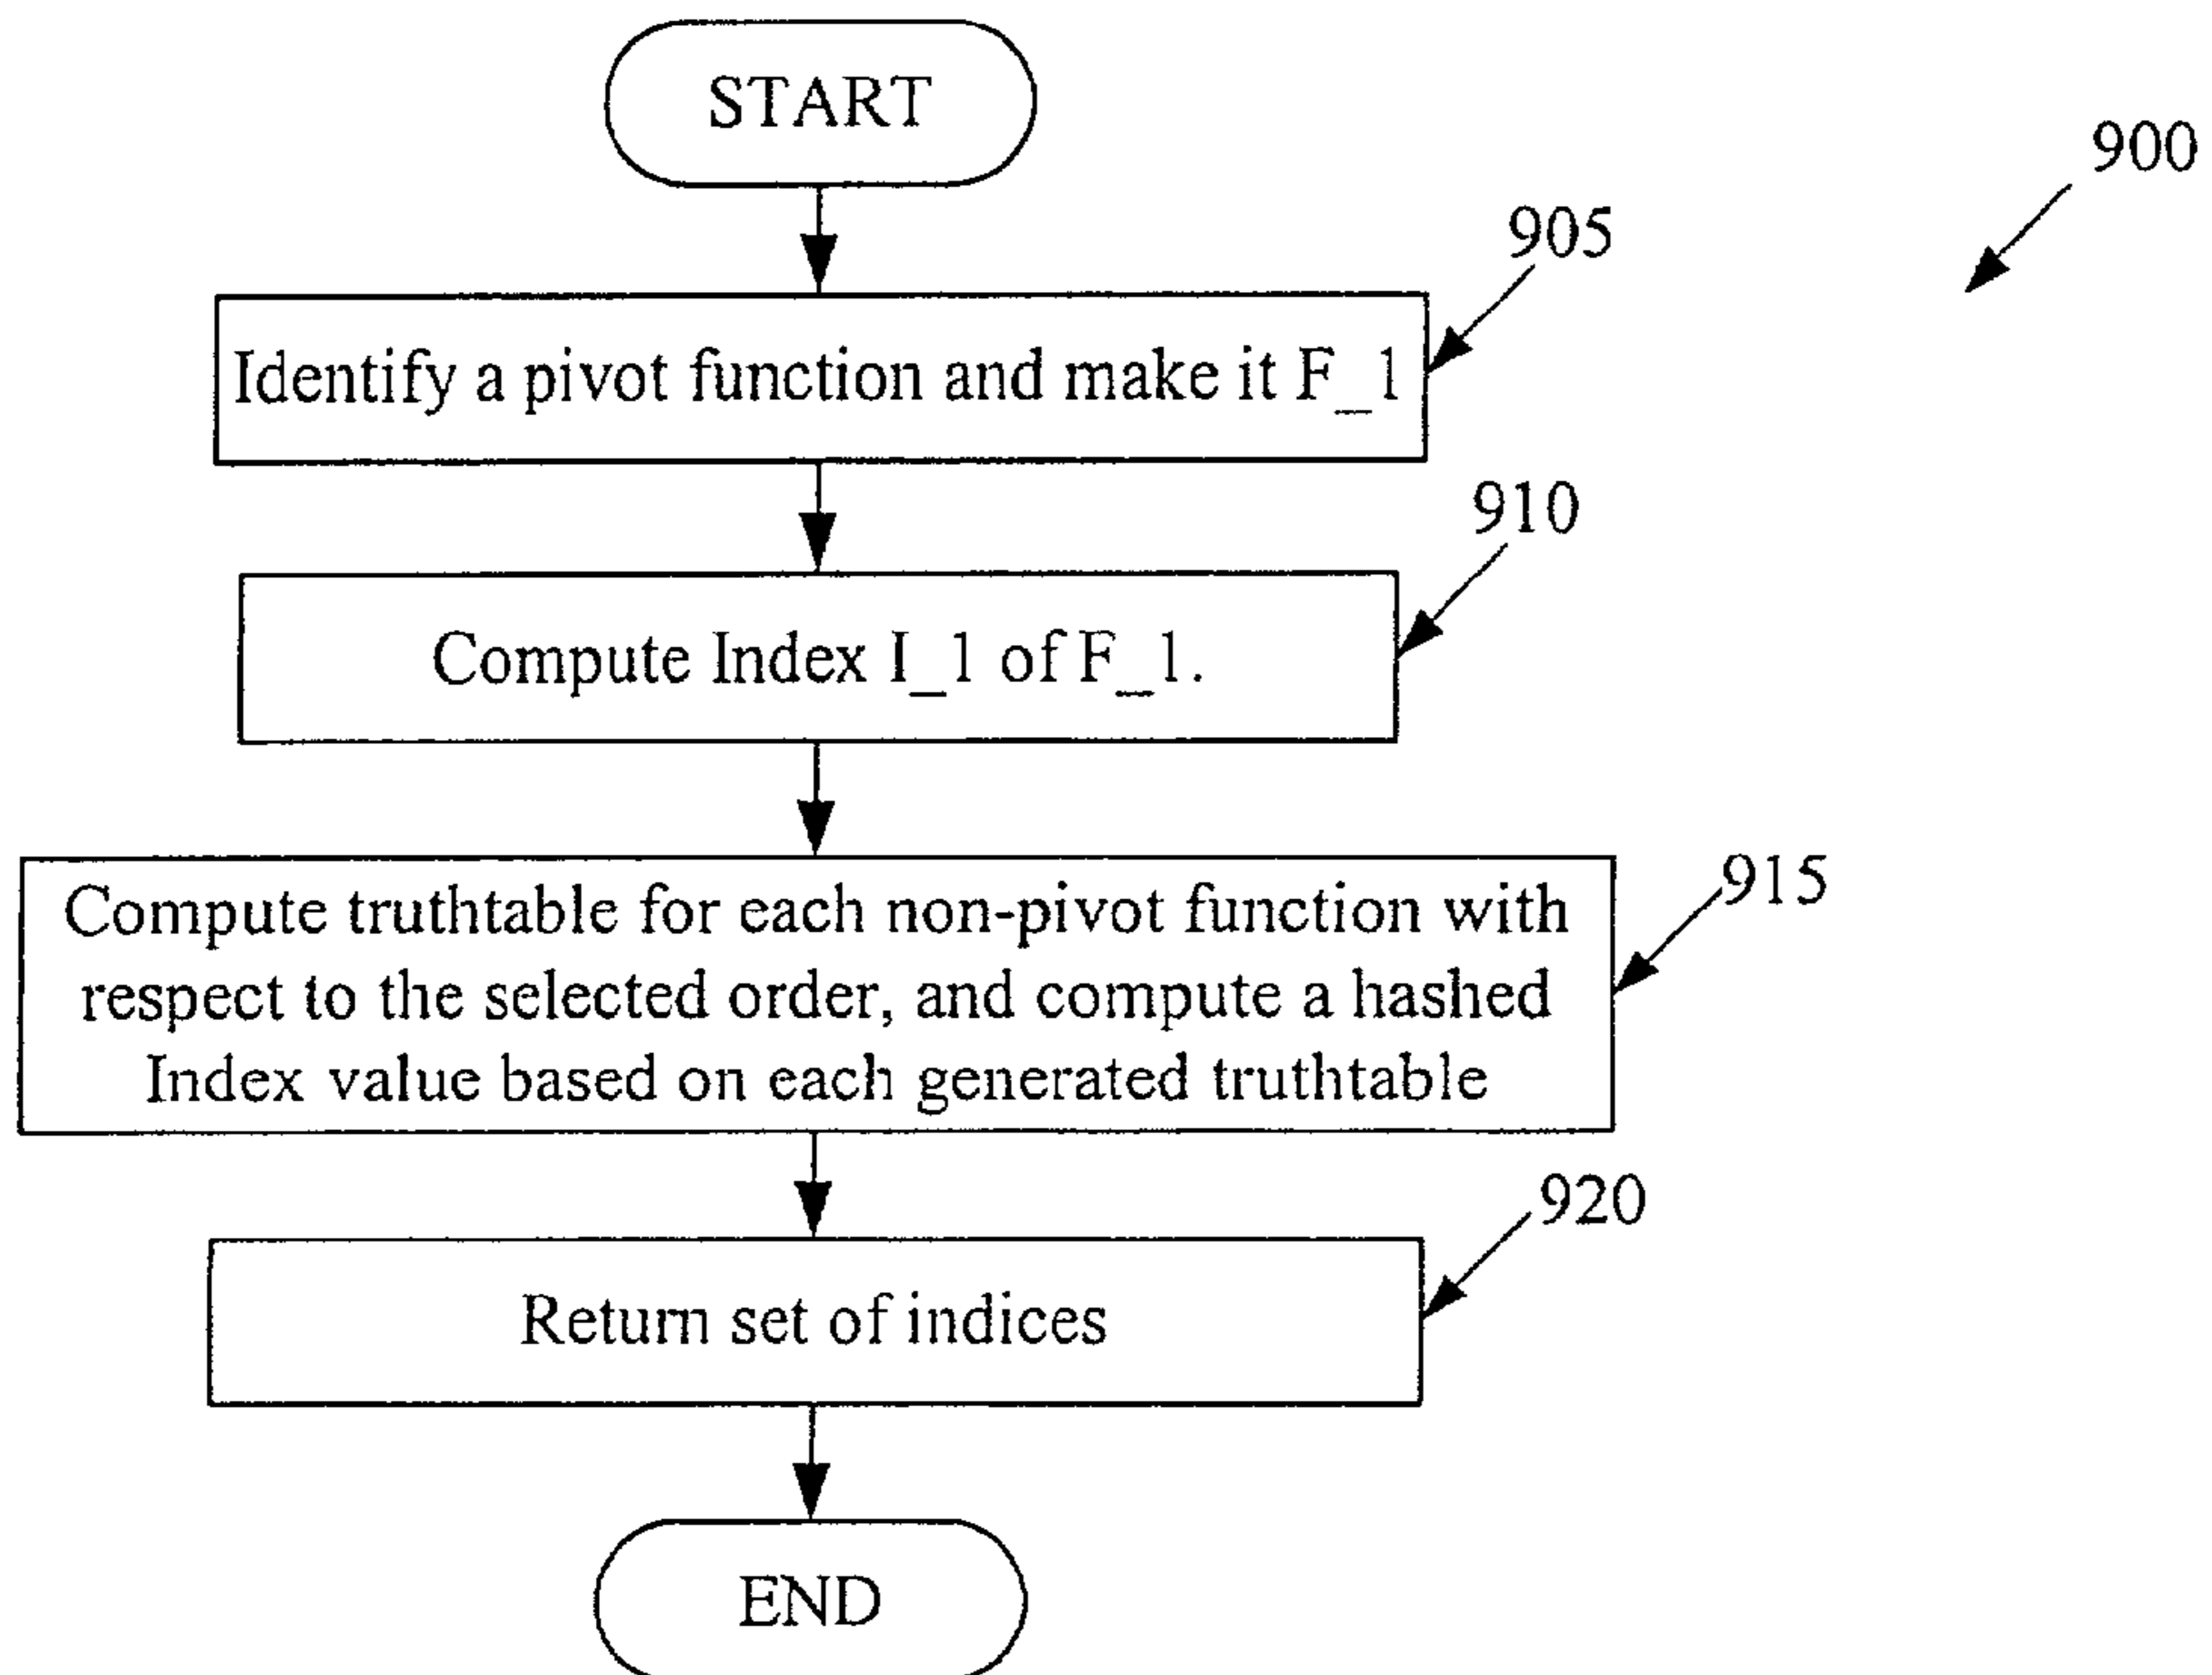 START
900
905
Identify a pivot function and make it F_1
910
Compute Index I_1 of F_1.
915
Compute truthtable for each non-pivot function with
respect to the selected order, and compute a hashed
Index value based on each generated truthtable
920
Return set of indices
END